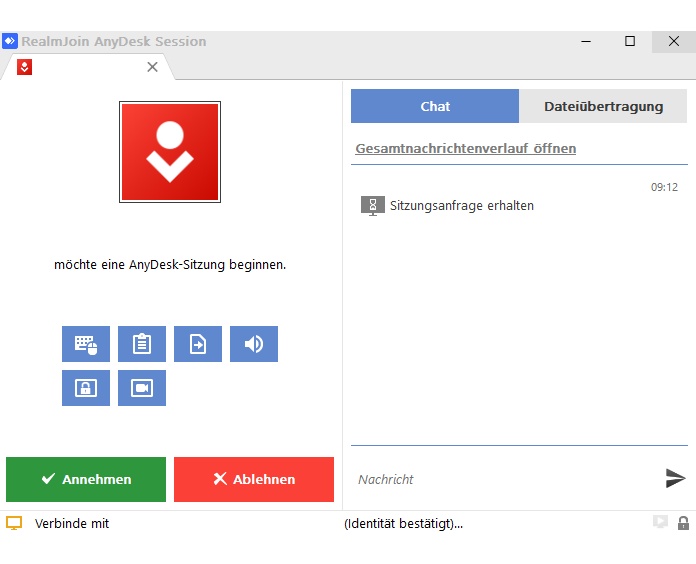 RealmJoin AnyDesk Session
Chat
Dateiübertragung
Gesamtnachrichtenverlauf öffnen
09:12
Sitzungsanfrage erhalten
möchte eine AnyDesk-Sitzung beginnen.
Annehmen
Ablehnen
Nachricht
Verbinde mit
(Identität bestätigt)...